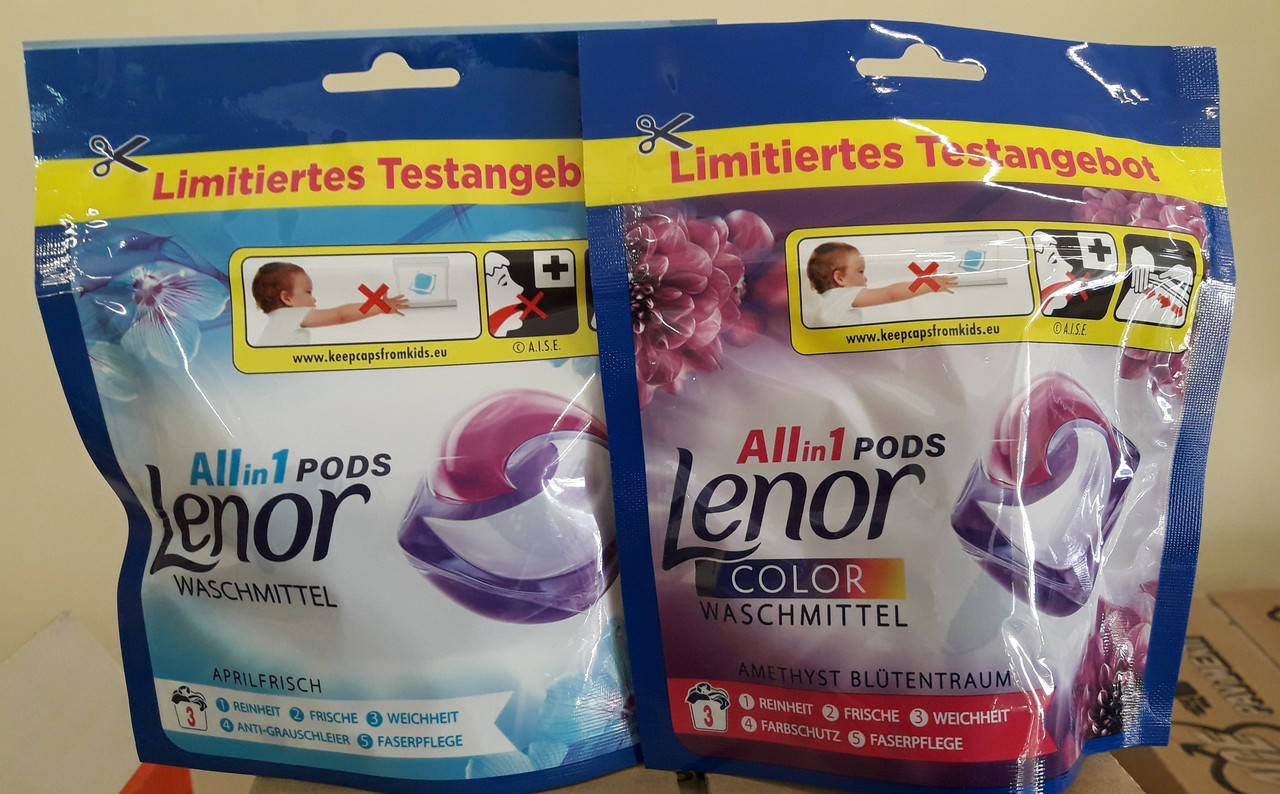 Limitiertes Testangeb
www.keepcapsfromkids.eu
© A.I.S.E.
All in 1 PODS
Lenor
WASCHMITTEL
APRILFRISCH
3
1 REINHEIT 2 FRISCHE 3 WEICHHEIT
4 ANTI-GRAUSCHLEIER 5 FASERPFLEGE
Limitiertes Testangebot
www.keepcapsfromkids.eu
© A.I.S.E.
All in 1 PODS
Lenor
COLOR
WASCHMITTEL
AMETHYST BLÜTENTRAUM
3
1 REINHEIT 2 FRISCHE 3 WEICHHEIT
4 FARBSCHUTZ 5 FASERPFLEGE